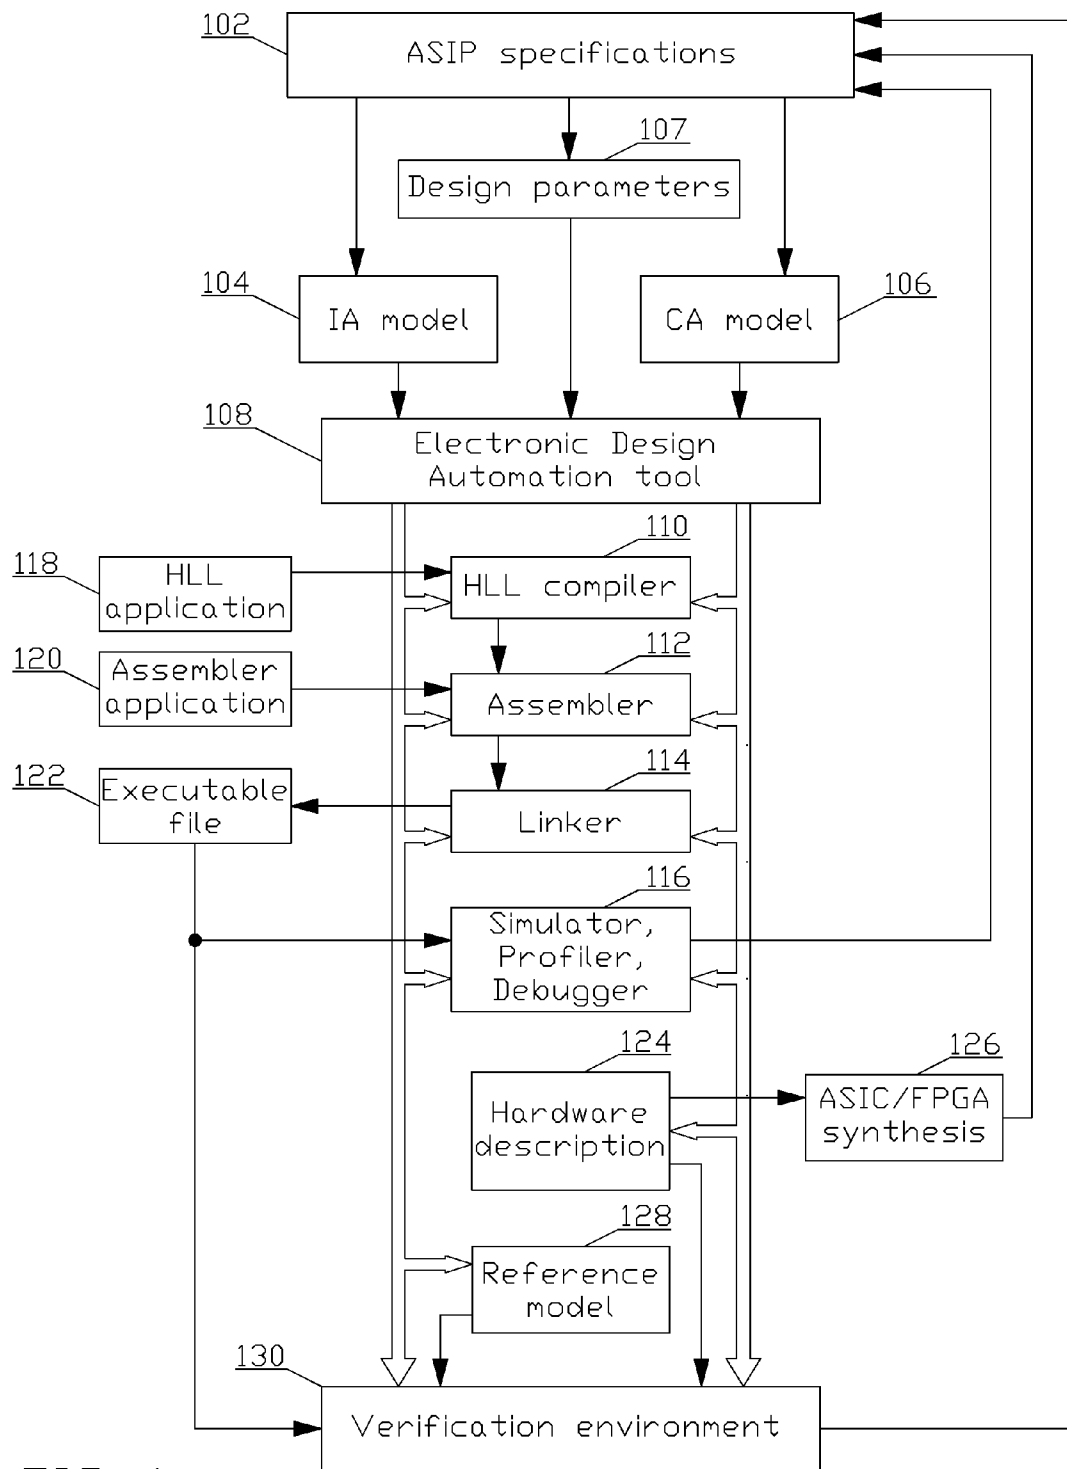 102
ASIP specifications
107
Design parameters
104
IA model
106
CA model
108
Electronic Design
Automation tool
110
HLL compiler
118
HLL
application
112
Assembler
120
Assembler
application
114
Linker
122
Executable
file
116
Simulator,
Profiler,
Debugger
124
Hardware
description
126
ASIC/FPGA
synthesis
128
Reference
model
130
Verification environment